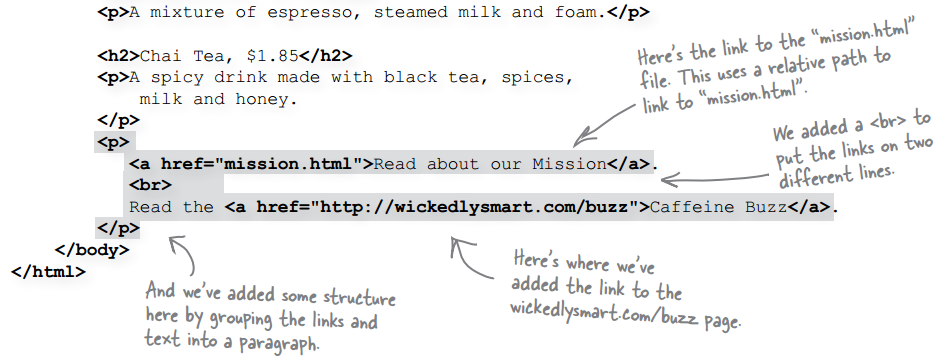 <p>A mixture of espresso, steamed milk and foam.</p>
<h2>Chai Tea, $1.85</h2>
<p>A spicy drink made with black tea, spices,
milk and honey.
</p>
<p>
<a href="mission.html">Read about our Mission</a>.
<br>
Read the <a href="http://wickedlysmart.com/buzz">Caffeine Buzz</a>.
</p>
</body>
</html>
Here's the link to the "mission.html"
file. This uses a relative path to
link to "mission.html".
We added a <br> to
put the links on two
different lines.
And we've added some structure
here by grouping the links and
text into a paragraph.
Here's where we've
added the link to the
wickedlysmart.com/buzz page.